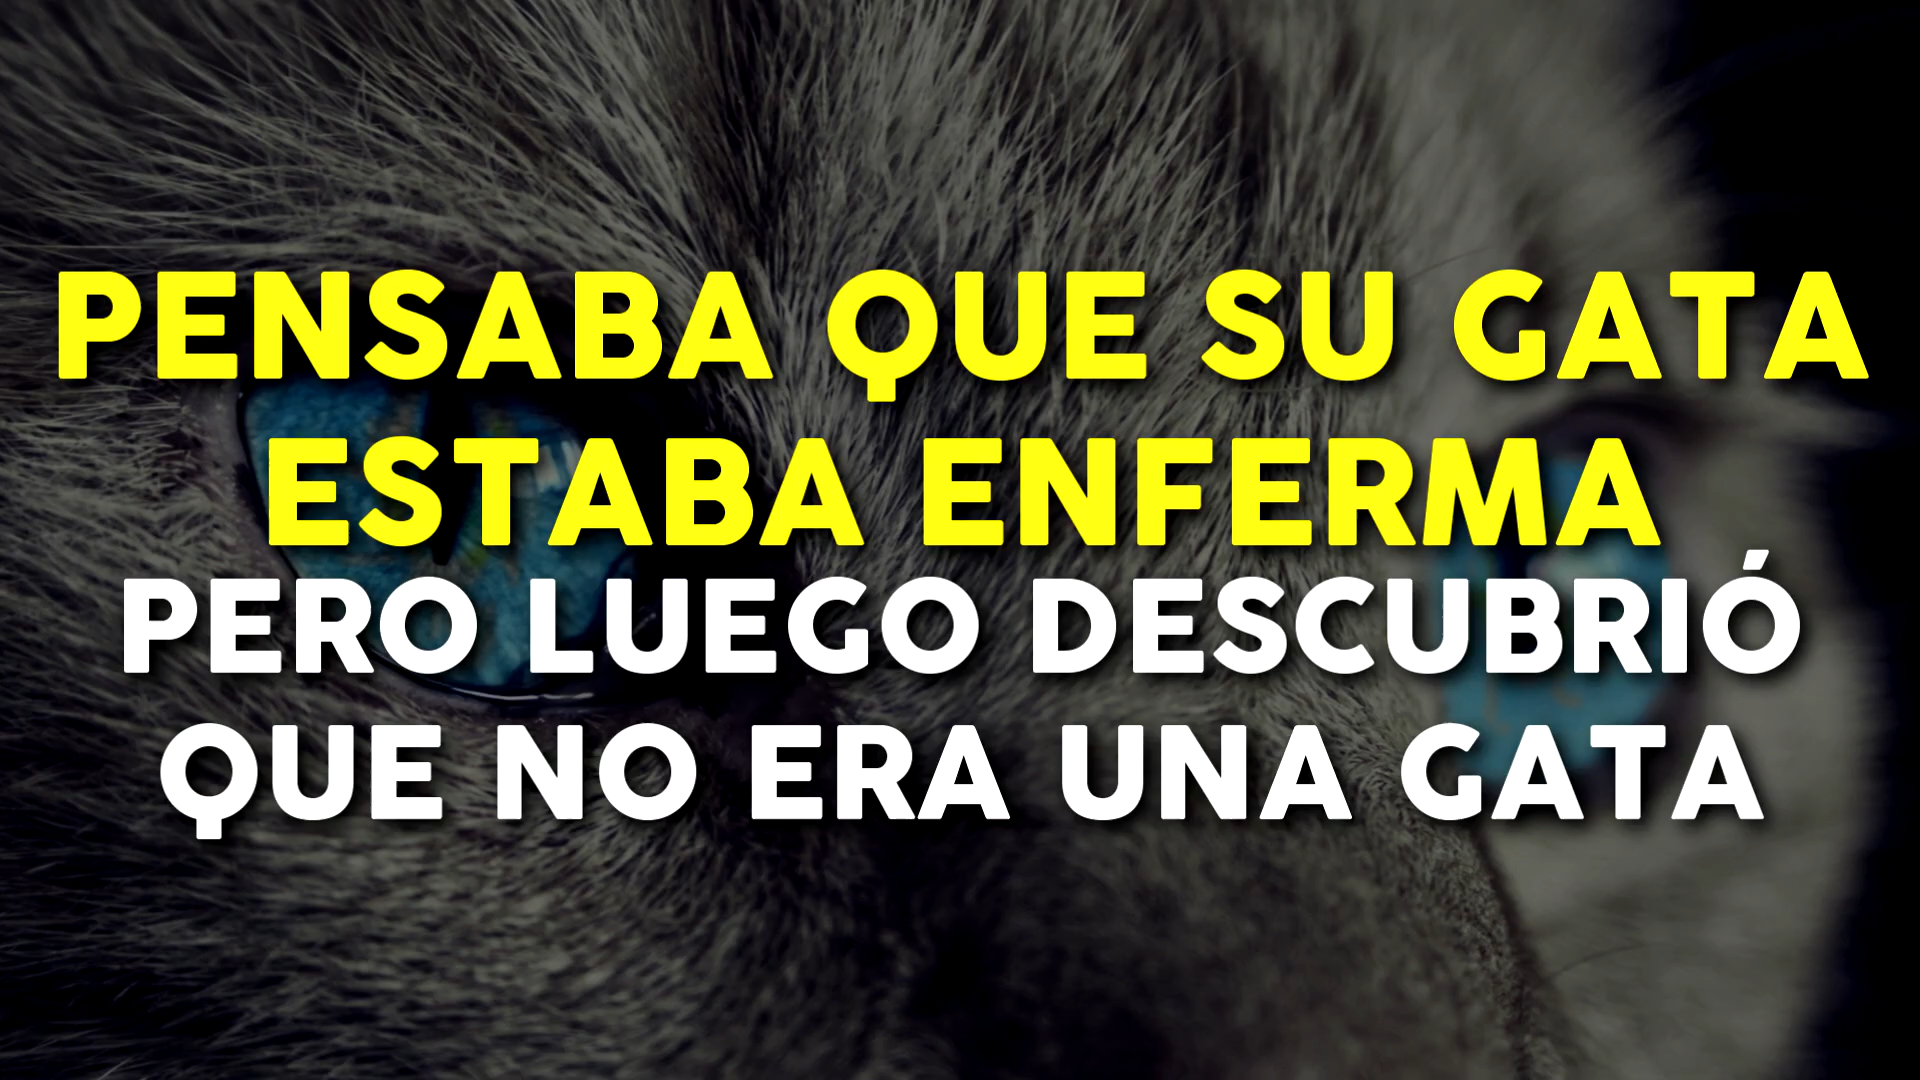 PENSABA QUE SU GATA
ESTABA ENFERMA
PERO LUEGO DESCUBRIÓ
QUE NO ERA UNA GATA